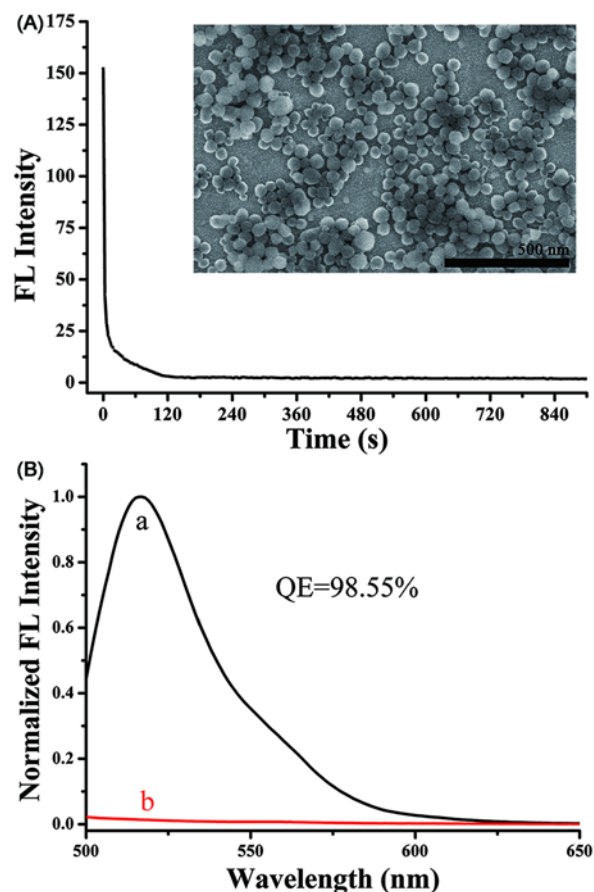 (A)
175
150
125
100
75
50
25
0
FL Intensity
500 nm
0 120 240 360 480 600 720 840
Time (s)
(B)
1.0
0.8
0.6
0.4
0.2
0.0
Normalized FL Intensity
a
QE=98.55%
b
500 550 600 650
Wavelength (nm)